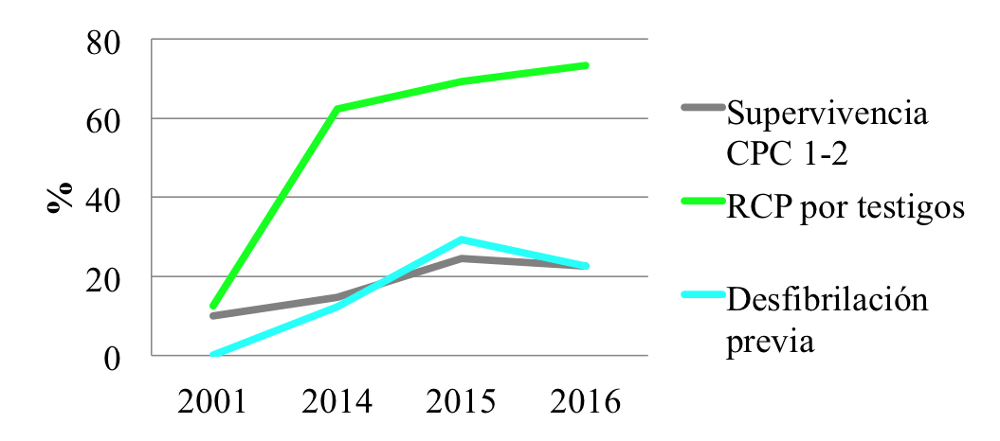 80
60
40
20
0
%
2001 2014 2015 2016
Supervivencia
CPC 1-2
RCP por testigos
Desfibrilación
previa